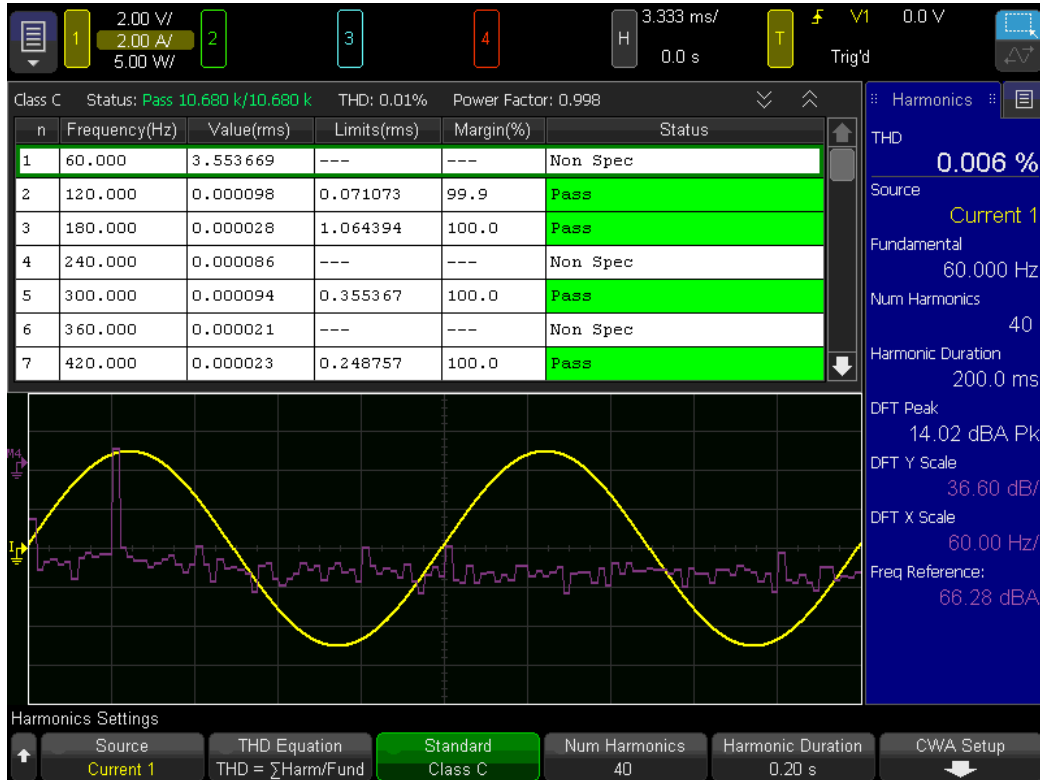 1 2.00 V/ 2.00 A/ 5.00 W/ 2 3 4 H 3.333 ms/ 0.0 s T V1 0.0 V Trig'd
Class C Status: Pass 10.680 k/10.680 k THD: 0.01% Power Factor: 0.998
n Frequency(Hz) Value(rms) Limits(rms) Margin(%) Status
1 60.000 3.553669 --- --- Non Spec
2 120.000 0.000098 0.071073 99.9 Pass
3 180.000 0.000028 1.064394 100.0 Pass
4 240.000 0.000086 --- --- Non Spec
5 300.000 0.000094 0.355367 100.0 Pass
6 360.000 0.000021 --- --- Non Spec
7 420.000 0.000023 0.248757 100.0 Pass
M4
I
Harmonics
THD
0.006 %
Source
Current 1
Fundamental
60.000 Hz
Num Harmonics
40
Harmonic Duration
200.0 ms
DFT Peak
14.02 dBA Pk
DFT Y Scale
36.60 dB/
DFT X Scale
60.00 Hz/
Freq Reference:
66.28 dBA
Harmonics Settings
Source
Current 1
THD Equation
THD = ∑Harm/Fund
Standard
Class C
Num Harmonics
40
Harmonic Duration
0.20 s
CWA Setup